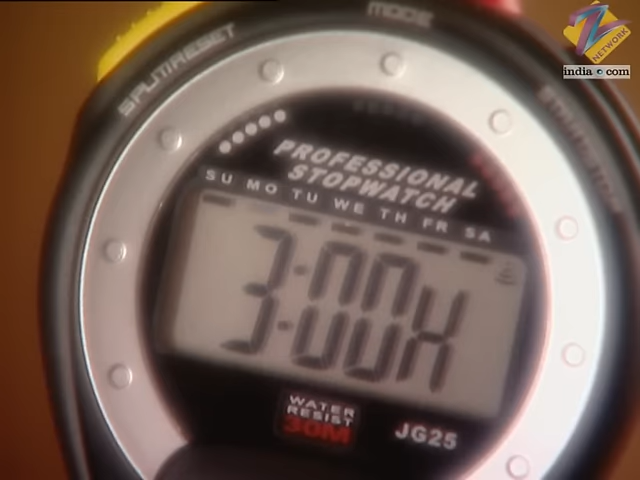 MODE
SPLIT/RESET
Z
NETWORK
india.com
PROFESSIONAL
STOPWATCH
SU MO TU WE TH FR SA
3:00
WATER
RESIST
30M
JG25